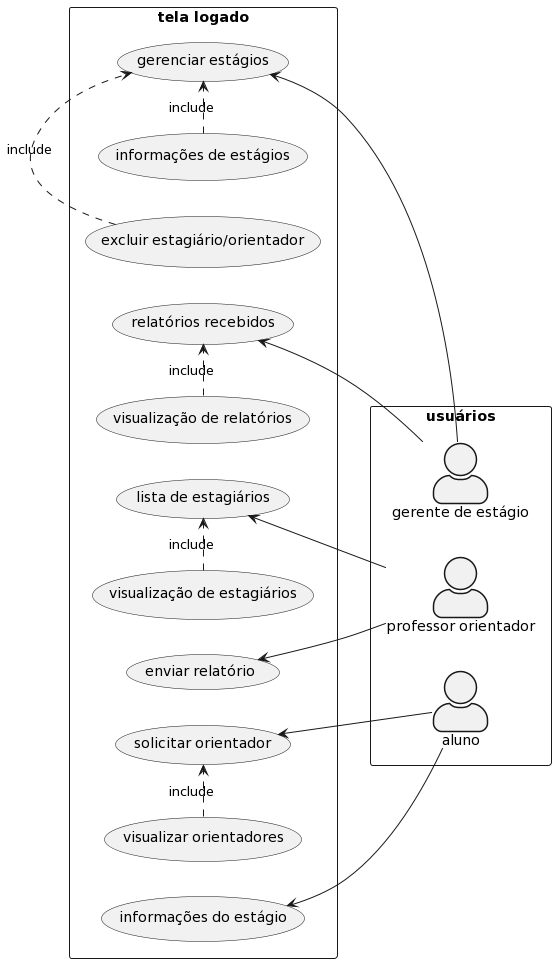 tela logado
gerenciar estágios
include
informações de estágios
include
excluir estagiário/orientador
relatórios recebidos
include
visualização de relatórios
usuários
gerente de estágio
lista de estagiários
include
visualização de estagiários
professor orientador
enviar relatório
solicitar orientador
aluno
include
visualizar orientadores
informações do estágio